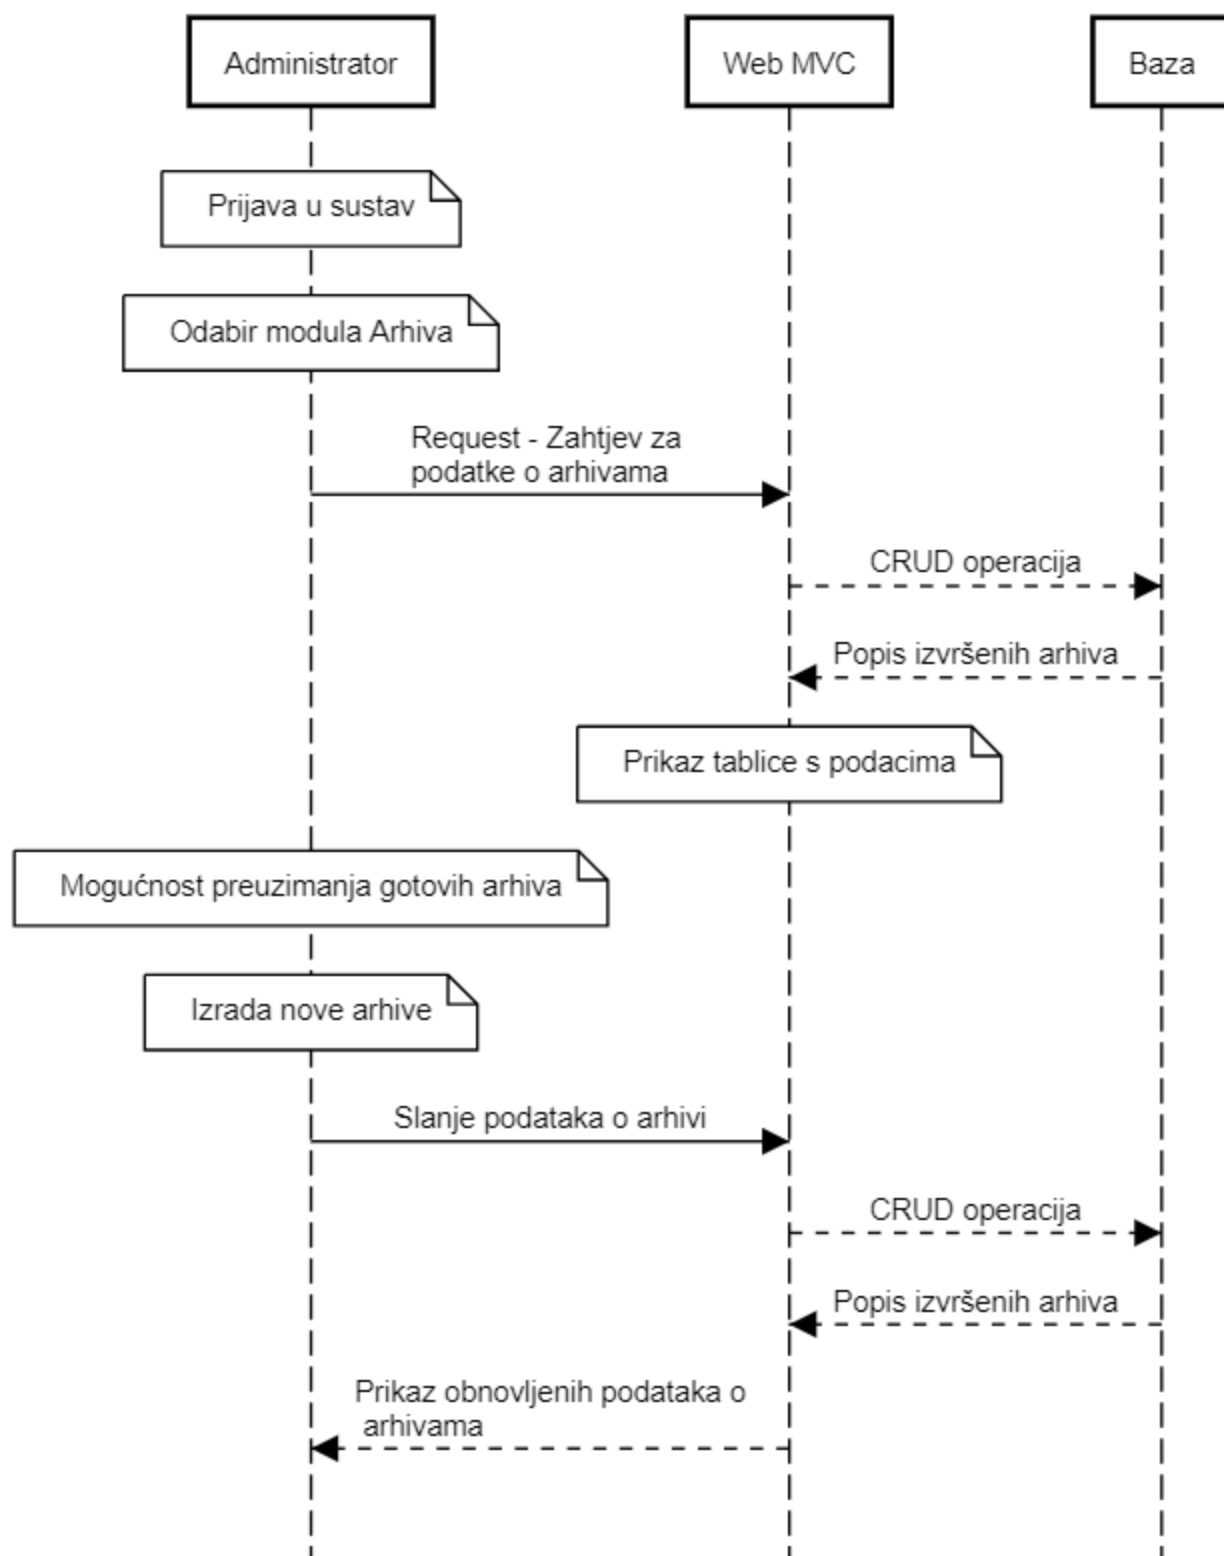 Administrator
Web MVC
Baza
Prijava u sustav
Odabir modula Arhiva
Request - Zahtjev za
podatke o arhivama
CRUD operacija
Popis izvršenih arhiva
Prikaz tablice s podacima
Mogućnost preuzimanja gotovih arhiva
Izrada nove arhive
Slanje podataka o arhivi
CRUD operacija
Popis izvršenih arhiva
Prikaz obnovljenih podataka o
arhivama